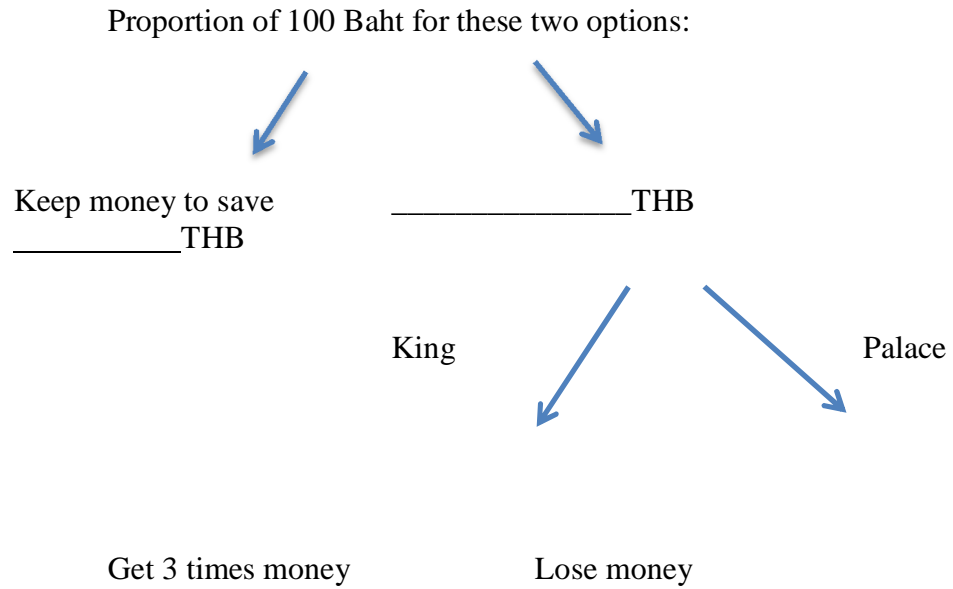 Proportion of 100 Baht for these two options:
Keep money to save _______________THB
__________THB
King Palace
Get 3 times money Lose money